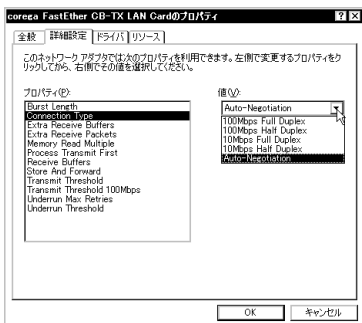 corega FastEther CB-TX LAN Cardのプロパティ
全般 詳細設定 ドライバ リソース
このネットワーク アダプタでは次のプロパティを利用できます。左側で変更するプロパティをク
リックしてから、右側でその値を選択してください。
プロパティ(P):
Burst Length
Connection Type
Extra Receive Buffers
Extra Receive Packets
Memory Read Multiple
Process Transmit First
Receive Buffers
Store And Forward
Transmit Threshold
Transmit Threshold 100Mbps
Underrun Max Retries
Underrun Threshold
値(V):
Auto-Negotiation
100Mbps Full Duplex
100Mbps Half Duplex
10Mbps Full Duplex
10Mbps Half Duplex
Auto-Negotiation
OK キャンセル